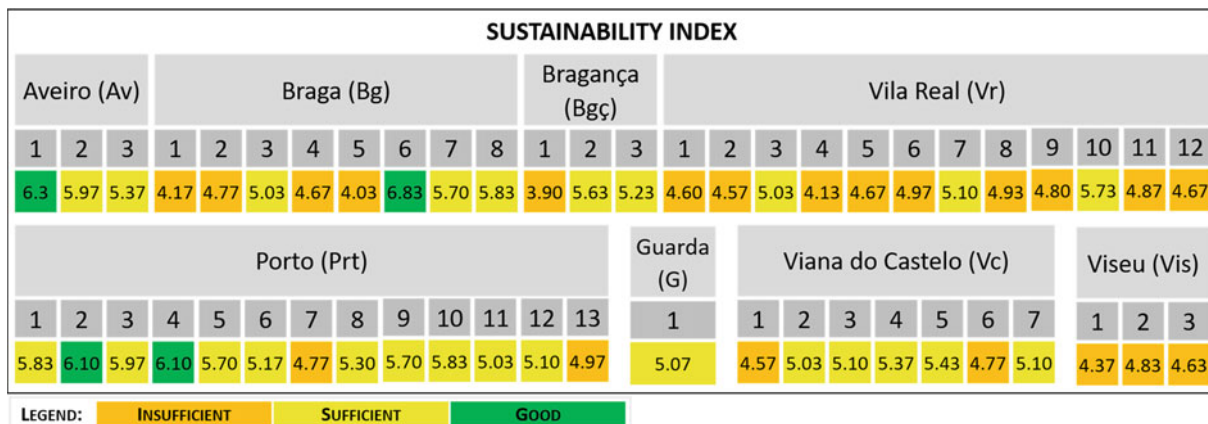 SUSTAINABILITY INDEX
Aveiro (Av) Braga (Bg) Bragança (Bgç) Vila Real (Vr)
1 2 3 1 2 3 4 5 6 7 8 1 2 3 1 2 3 4 5 6 7 8 9 10 11 12
6.3 5.97 5.37 4.17 4.77 5.03 4.67 4.03 6.83 5.70 5.83 3.90 5.63 5.23 4.60 4.57 5.03 4.13 4.67 4.97 5.10 4.93 4.80 5.73 4.87 4.67
Porto (Prt) Guarda (G) Viana do Castelo (Vc) Viseu (Vis)
1 2 3 4 5 6 7 8 9 10 11 12 13 1 1 2 3 4 5 6 7 1 2 3
5.83 6.10 5.97 6.10 5.70 5.17 4.77 5.30 5.70 5.83 5.03 5.10 4.97 5.07 4.57 5.03 5.10 5.37 5.43 4.77 5.10 4.37 4.83 4.63
LEGEND: INSUFFICIENT SUFFICIENT GOOD